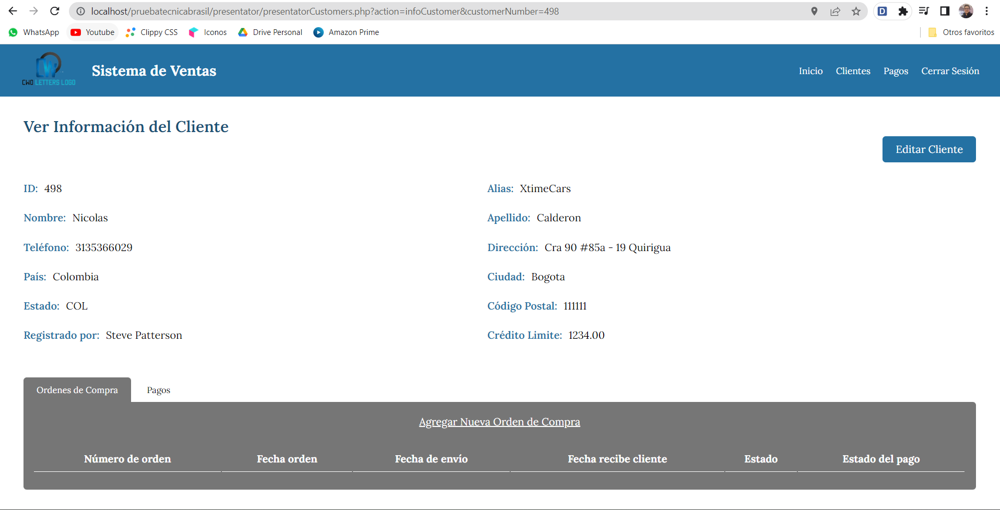 localhost/pruebatecnicabrasil/presentator/presentatorCustomers.php?action=infoCustomer&customerNumber=498
WhatsApp Youtube Clippy CSS Iconos Drive Personal Amazon Prime Otros favoritos
CWO LETTERS LOGO
Sistema de Ventas
Inicio Clientes Pagos Cerrar Sesión
Ver Información del Cliente
Editar Cliente
ID: 498 Alias: XtimeCars
Nombre: Nicolas Apellido: Calderon
Teléfono: 3135366029 Dirección: Cra 90 #85a - 19 Quirigua
País: Colombia Ciudad: Bogota
Estado: COL Código Postal: 111111
Registrado por: Steve Patterson Crédito Limite: 1234.00
Ordenes de Compra Pagos
Agregar Nueva Orden de Compra
Número de orden Fecha orden Fecha de envío Fecha recibe cliente Estado Estado del pago